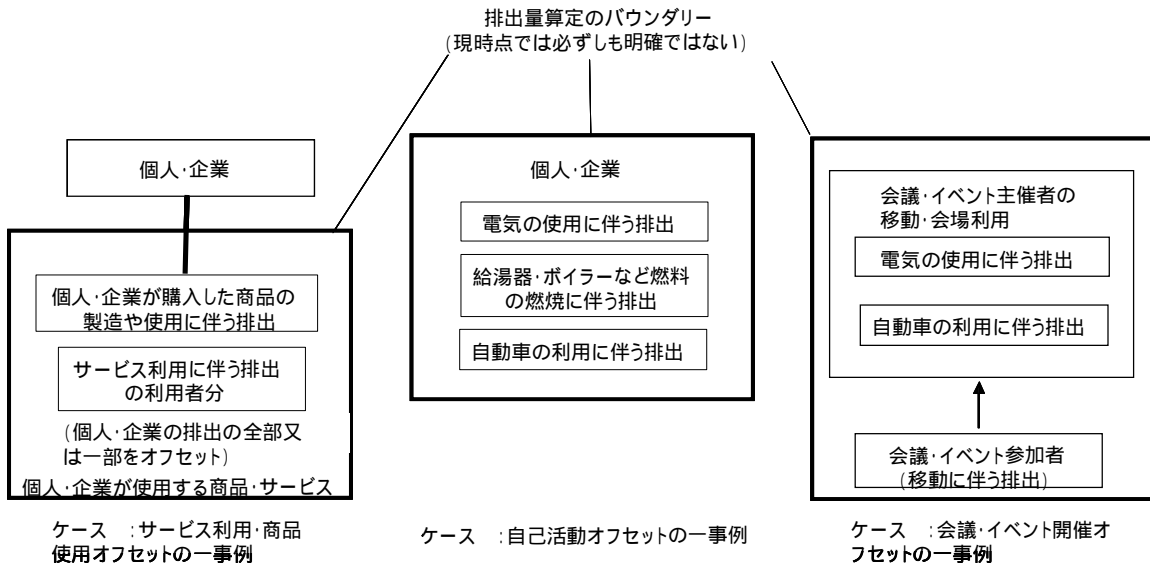 排出量算定のバウンダリー
(現時点では必ずしも明確ではない)
個人・企業
個人・企業が購入した商品の
製造や使用に伴う排出
サービス利用に伴う排出
の利用者分
(個人・企業の排出の全部又
は一部をオフセット)
個人・企業が使用する商品・サービス
ケース　:サービス利用・商品
使用オフセットの一事例
個人・企業
電気の使用に伴う排出
給湯器・ボイラーなど燃料
の燃焼に伴う排出
自動車の利用に伴う排出
ケース　:自己活動オフセットの一事例
会議・イベント主催者の
移動・会場利用
電気の使用に伴う排出
自動車の利用に伴う排出
会議・イベント参加者
(移動に伴う排出)
ケース　:会議・イベント開催オ
フセットの一事例